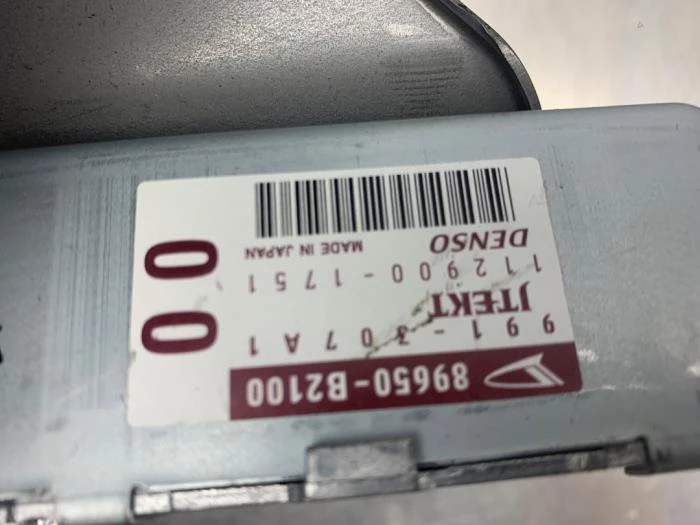 89650-B2100
991-307A1
JTEKT
112900-1751
DENSO MADE IN JAPAN
00